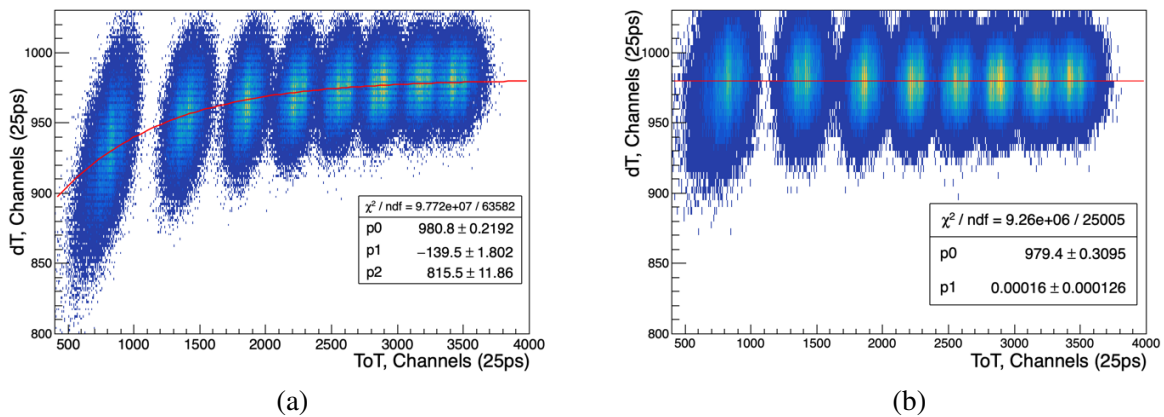 dT, Channels (25ps)
1000
950
900
850
800
χ² / ndf = 9.772e+07 / 63582
p0 980.8 ± 0.2192
p1 −139.5 ± 1.802
p2 815.5 ± 11.86
500 1000 1500 2000 2500 3000 3500 4000
ToT, Channels (25ps)
(a)
dT, Channels (25ps)
1000
950
900
850
800
χ² / ndf = 9.26e+06 / 25005
p0 979.4 ± 0.3095
p1 0.00016 ± 0.000126
500 1000 1500 2000 2500 3000 3500 4000
ToT, Channels (25ps)
(b)